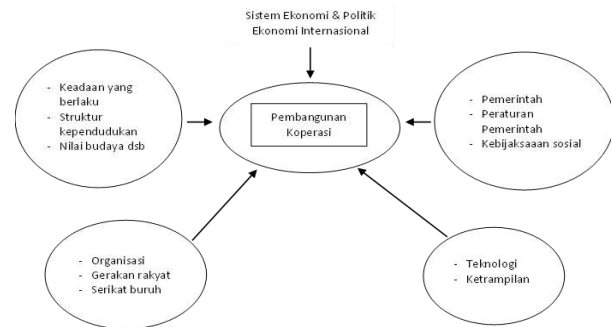 Sistem Ekonomi & Politik
Ekonomi Internasional
- Keadaan yang
berlaku
- Struktur
kependudukan
- Nilai budaya dsb
Pembangunan
Koperasi
- Pemerintah
- Peraturan
Pemerintah
- Kebijaksaaan sosial
- Organisasi
- Gerakan rakyat
- Serikat buruh
- Teknologi
- Ketrampilan